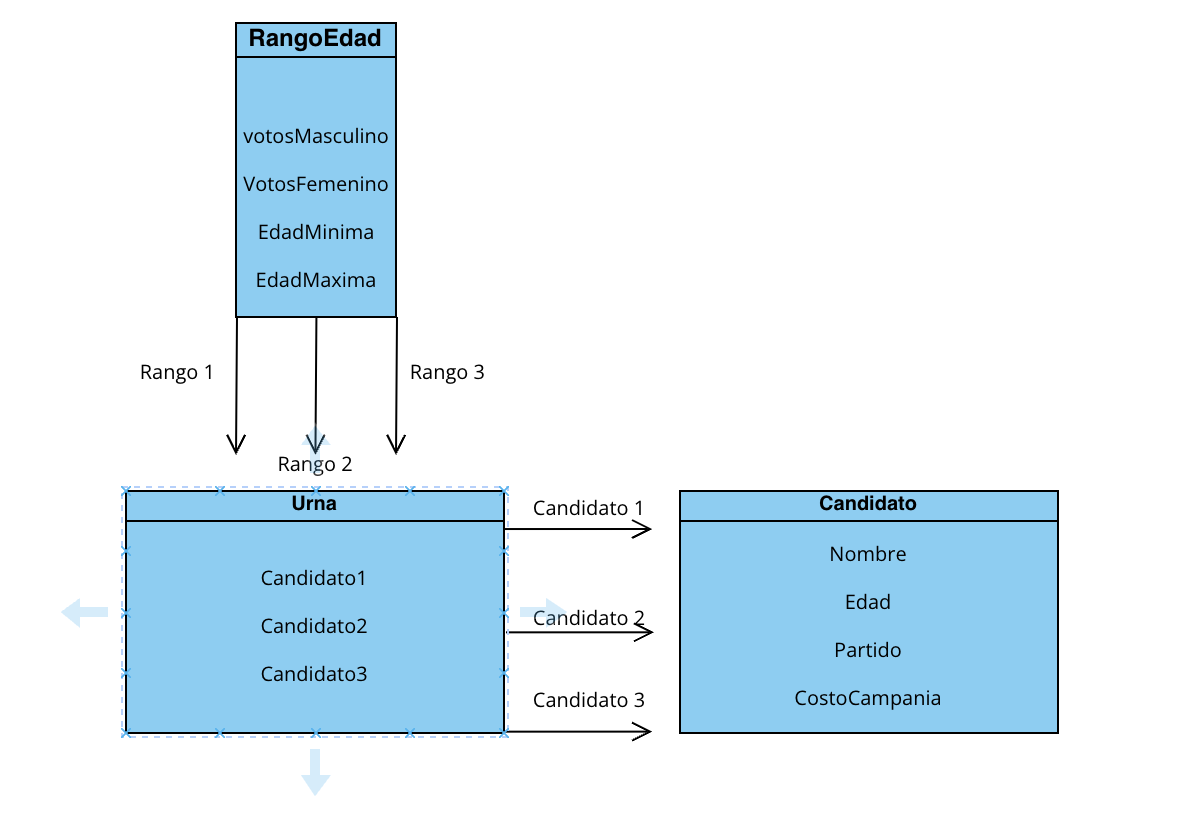 RangoEdad
votosMasculino
VotosFemenino
EdadMinima
EdadMaxima
Rango 1
Rango 3
Rango 2
Urna
Candidato1
Candidato2
Candidato3
Candidato 1
Candidato 2
Candidato 3
Candidato
Nombre
Edad
Partido
CostoCampania